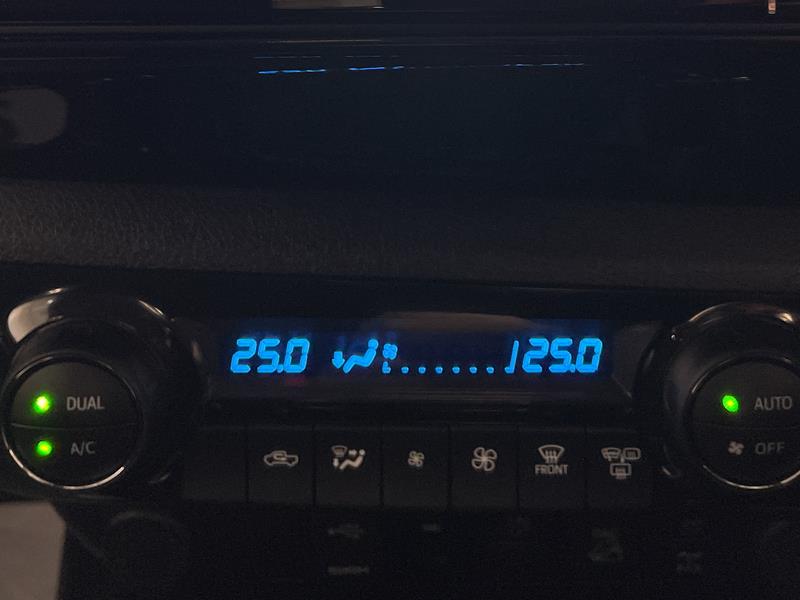 25.0 25.0
DUAL
A/C
AUTO
OFF
FRONT